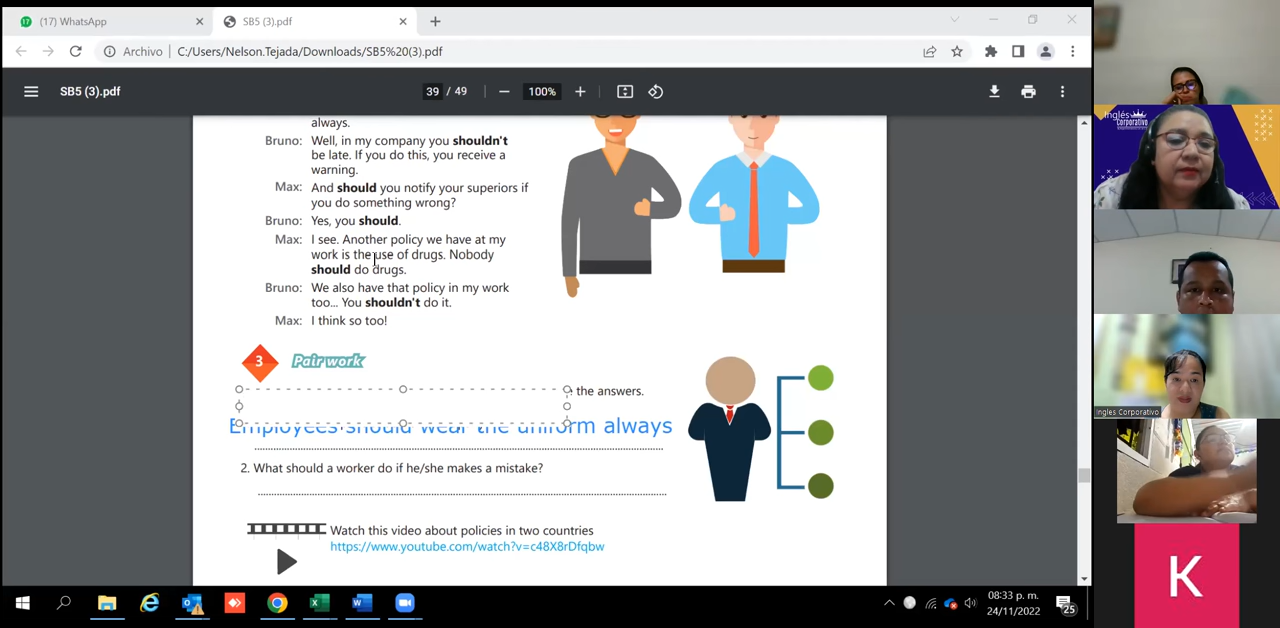 (17) WhatsApp
SB5 (3).pdf
Archivo | C:/Users/Nelson.Tejada/Downloads/SB5%20(3).pdf
SB5 (3).pdf
39 / 49
100%
always.
Bruno: Well, in my company you shouldn't
be late. If you do this, you receive a
warning.
Max: And should you notify your superiors if
you do something wrong?
Bruno: Yes, you should.
Max: I see. Another policy we have at my
work is the use of drugs. Nobody
should do drugs.
Bruno: We also have that policy in my work
too... You shouldn't do it.
Max: I think so too!
3 Pair work
the answers.
Employees should wear the uniform always
2. What should a worker do if he/she makes a mistake?
Watch this video about policies in two countries
https://www.youtube.com/watch?v=c48X8rDfqbw
08:33 p. m.
24/11/2022
25
Inglés
Corporativo
Ingles Corporativo
K